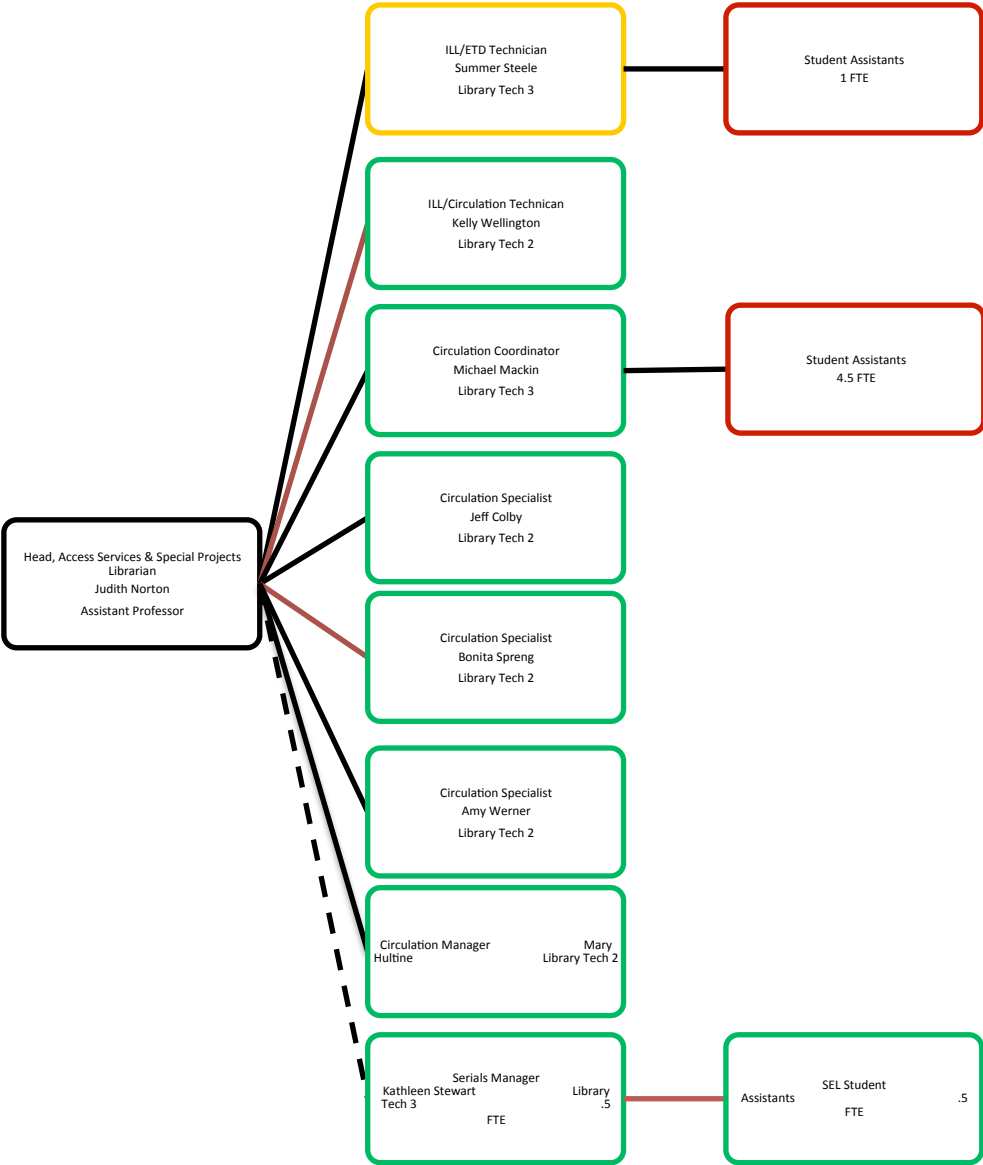 ILL/ETD Technician
Summer Steele
Library Tech 3
Student Assistants
1 FTE
ILL/Circulation Technican
Kelly Wellington
Library Tech 2
Circulation Coordinator
Michael Mackin
Library Tech 3
Student Assistants
4.5 FTE
Circulation Specialist
Jeff Colby
Library Tech 2
Head, Access Services & Special Projects
Librarian
Judith Norton
Assistant Professor
Circulation Specialist
Bonita Spreng
Library Tech 2
Circulation Specialist
Amy Werner
Library Tech 2
Circulation Manager Mary
Hultine Library Tech 2
Serials Manager
Kathleen Stewart Library
Tech 3 .5
FTE
SEL Student
Assistants .5
FTE